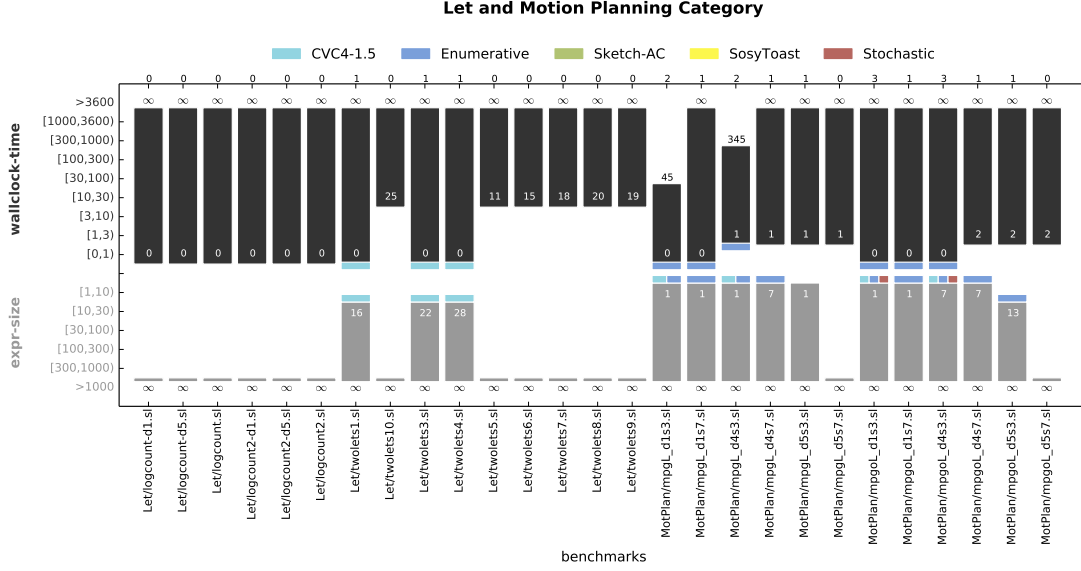 Let and Motion Planning Category
CVC4-1.5 Enumerative Sketch-AC SosyToast Stochastic
0 0 0 0 0 0 1 0 1 1 0 0 0 0 0 2 1 2 1 1 0 3 1 3 1 1 0
>3600 ∞ ∞ ∞ ∞ ∞ ∞ ∞ ∞ ∞ ∞ ∞ ∞ ∞ ∞ ∞ ∞ ∞ ∞ ∞ ∞ ∞ ∞ ∞ ∞ ∞
[1000,3600)
[300,1000) 345
[100,300)
[30,100) 45
[10,30) 25 11 15 18 20 19
[3,10)
[1,3) 1 1 1 1 2 2 2
[0,1) 0 0 0 0 0 0 0 0 0 0 0 0 0 0
wallclock-time
[1,10) 1 1 1 7 1 1 1 7 7
[10,30) 16 22 28 13
[30,100)
[100,300)
[300,1000)
>1000 ∞ ∞ ∞ ∞ ∞ ∞ ∞ ∞ ∞ ∞ ∞ ∞ ∞ ∞ ∞ ∞ ∞ ∞ ∞ ∞ ∞ ∞ ∞ ∞ ∞ ∞ ∞
expr-size
Let/logcount-d1.sl
Let/logcount-d5.sl
Let/logcount.sl
Let/logcount2-d1.sl
Let/logcount2-d5.sl
Let/logcount2.sl
Let/twolets1.sl
Let/twolets10.sl
Let/twolets3.sl
Let/twolets4.sl
Let/twolets5.sl
Let/twolets6.sl
Let/twolets7.sl
Let/twolets8.sl
Let/twolets9.sl
MotPlan/mpgL_d1s3.sl
MotPlan/mpgL_d1s7.sl
MotPlan/mpgL_d4s3.sl
MotPlan/mpgL_d4s7.sl
MotPlan/mpgL_d5s3.sl
MotPlan/mpgL_d5s7.sl
MotPlan/mpgoL_d1s3.sl
MotPlan/mpgoL_d1s7.sl
MotPlan/mpgoL_d4s3.sl
MotPlan/mpgoL_d4s7.sl
MotPlan/mpgoL_d5s3.sl
MotPlan/mpgoL_d5s7.sl
benchmarks